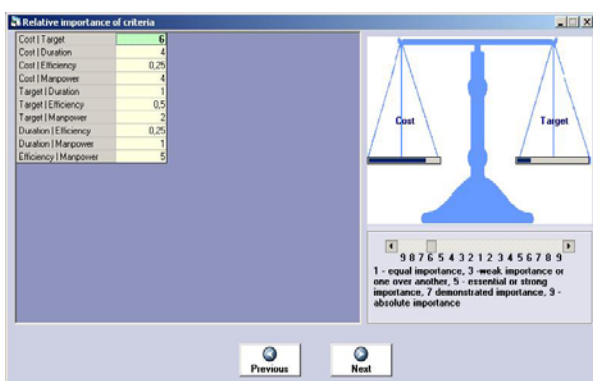 Relative importance of criteria
Cost | Target 6
Cost | Duration 4
Cost | Efficiency 0,25
Cost | Manpower 4
Target | Duration 1
Target | Efficiency 0,5
Target | Manpower 2
Duration | Efficiency 0,25
Duration | Manpower 1
Efficiency | Manpower 5
Cost Target
9 8 7 6 5 4 3 2 1 2 3 4 5 6 7 8 9
1 - equal importance, 3 -weak importance or
one over another, 5 - essential or strong
importance, 7 demonstrated importance, 9 -
absolute importance
Previous Next